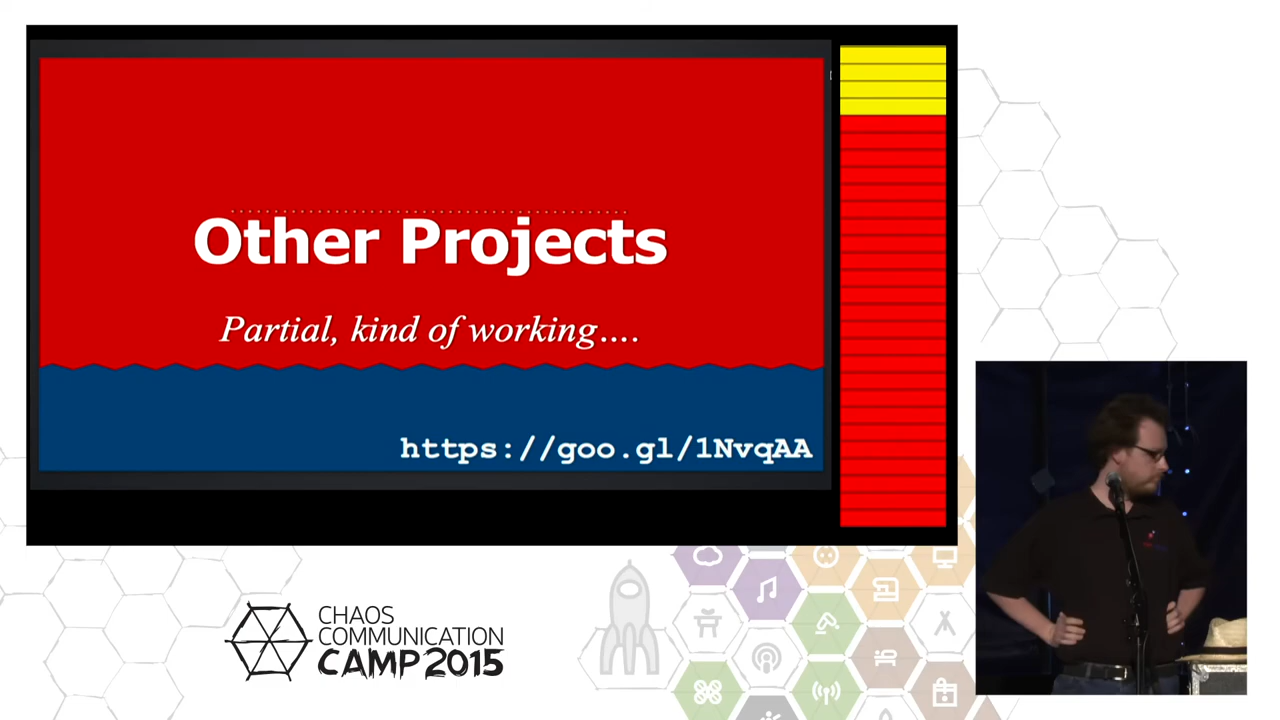 Other Projects
Partial, kind of working....
https://goo.gl/1NvqAA
CHAOS
COMMUNICATION
CAMP 2015